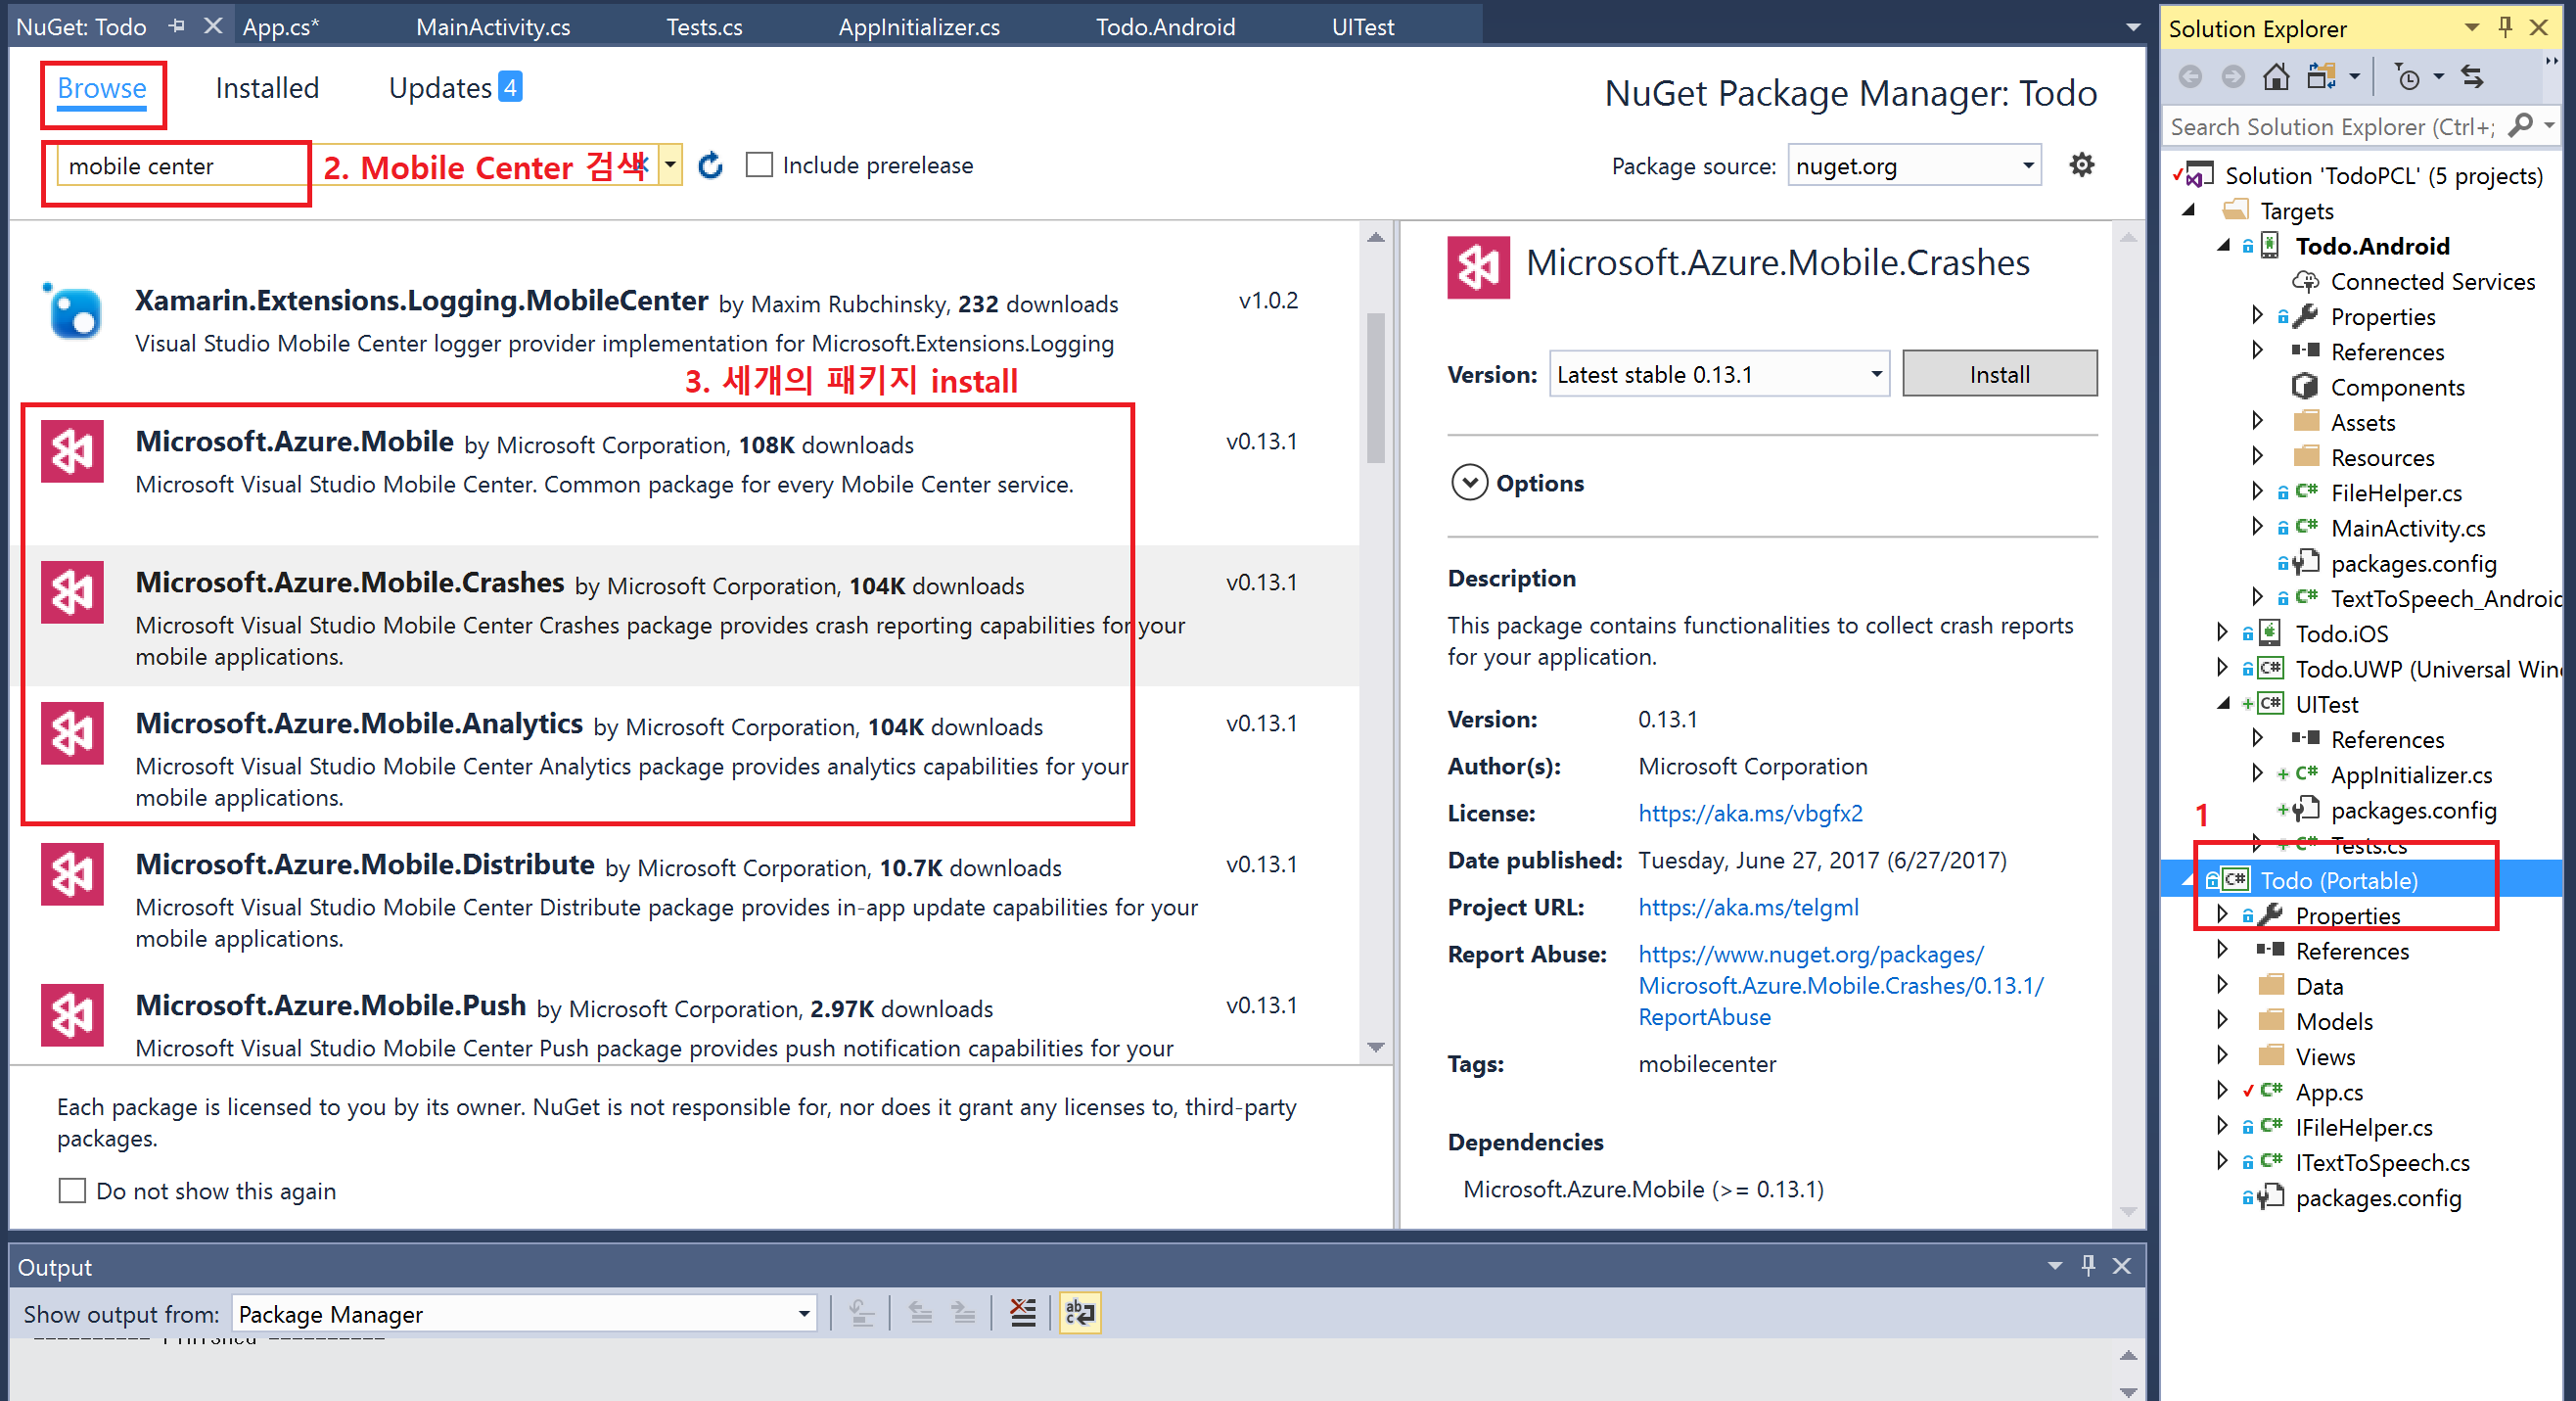 NuGet: Todo
App.cs*
MainActivity.cs
Tests.cs
AppInitializer.cs
Todo.Android
UITest
Browse
Installed
Updates 4
NuGet Package Manager: Todo
mobile center
2. Mobile Center 검색
Include prerelease
Package source: nuget.org
Xamarin.Extensions.Logging.MobileCenter by Maxim Rubchinsky, 232 downloads
v1.0.2
Visual Studio Mobile Center logger provider implementation for Microsoft.Extensions.Logging
3. 세개의 패키지 install
Microsoft.Azure.Mobile by Microsoft Corporation, 108K downloads
v0.13.1
Microsoft Visual Studio Mobile Center. Common package for every Mobile Center service.
Microsoft.Azure.Mobile.Crashes by Microsoft Corporation, 104K downloads
v0.13.1
Microsoft Visual Studio Mobile Center Crashes package provides crash reporting capabilities for your
mobile applications.
Microsoft.Azure.Mobile.Analytics by Microsoft Corporation, 104K downloads
v0.13.1
Microsoft Visual Studio Mobile Center Analytics package provides analytics capabilities for your
mobile applications.
Microsoft.Azure.Mobile.Distribute by Microsoft Corporation, 10.7K downloads
v0.13.1
Microsoft Visual Studio Mobile Center Distribute package provides in-app update capabilities for your
mobile applications.
Microsoft.Azure.Mobile.Push by Microsoft Corporation, 2.97K downloads
v0.13.1
Microsoft Visual Studio Mobile Center Push package provides push notification capabilities for your
Each package is licensed to you by its owner. NuGet is not responsible for, nor does it grant any licenses to, third-party
packages.
Do not show this again
Microsoft.Azure.Mobile.Crashes
Version: Latest stable 0.13.1
Install
Options
Description
This package contains functionalities to collect crash reports
for your application.
Version: 0.13.1
Author(s): Microsoft Corporation
License: https://aka.ms/vbgfx2
Date published: Tuesday, June 27, 2017 (6/27/2017)
Project URL: https://aka.ms/telgml
Report Abuse: https://www.nuget.org/packages/
Microsoft.Azure.Mobile.Crashes/0.13.1/
ReportAbuse
Tags: mobilecenter
Dependencies
Microsoft.Azure.Mobile (>= 0.13.1)
Output
Show output from: Package Manager
========== Finished ==========
Solution Explorer
Search Solution Explorer (Ctrl+;
Solution 'TodoPCL' (5 projects)
Targets
Todo.Android
Connected Services
Properties
References
Components
Assets
Resources
C# FileHelper.cs
C# MainActivity.cs
packages.config
C# TextToSpeech_Android
Todo.iOS
C# Todo.UWP (Universal Win
C# UITest
References
C# AppInitializer.cs
packages.config
1
C# Tests.cs
C# Todo (Portable)
Properties
References
Data
Models
Views
C# App.cs
C# IFileHelper.cs
C# ITextToSpeech.cs
packages.config